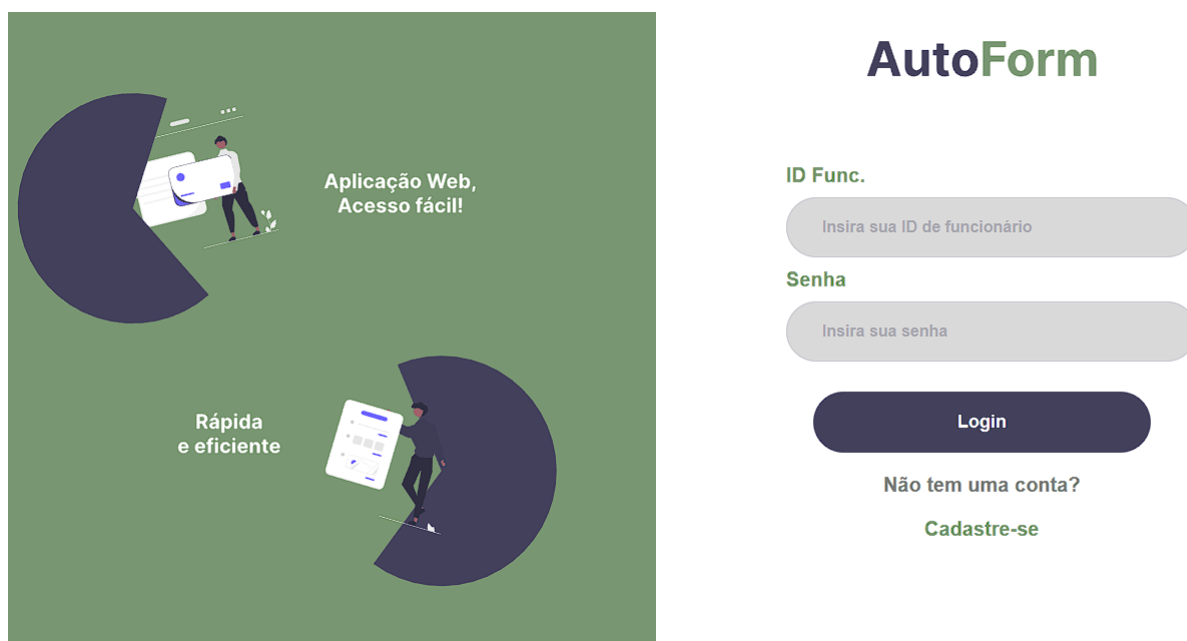 AutoForm
Aplicação Web,
Acesso fácil!
Rápida
e eficiente
ID Func.
Insira sua ID de funcionário
Senha
Insira sua senha
Login
Não tem uma conta?
Cadastre-se